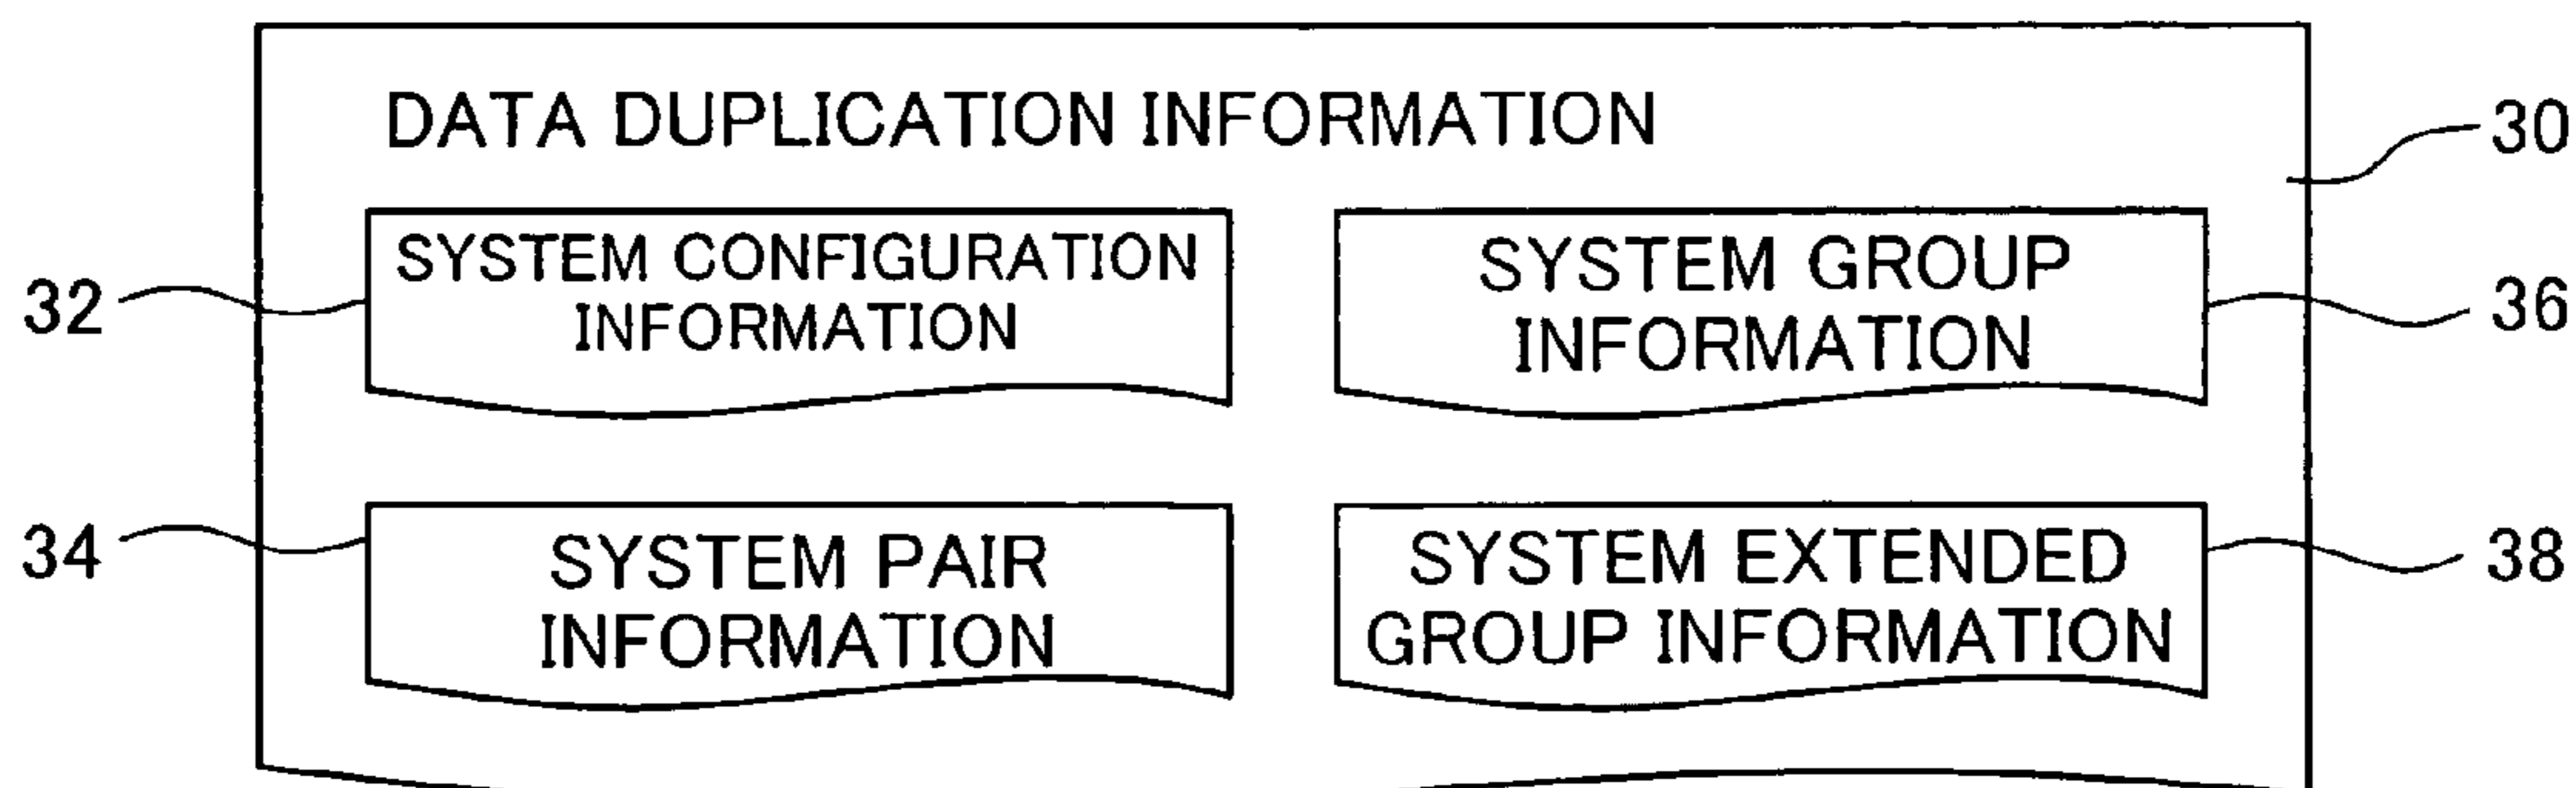 DATA DUPLICATION INFORMATION
30
32
SYSTEM CONFIGURATION
INFORMATION
SYSTEM GROUP
INFORMATION
36
34
SYSTEM PAIR
INFORMATION
SYSTEM EXTENDED
GROUP INFORMATION
38